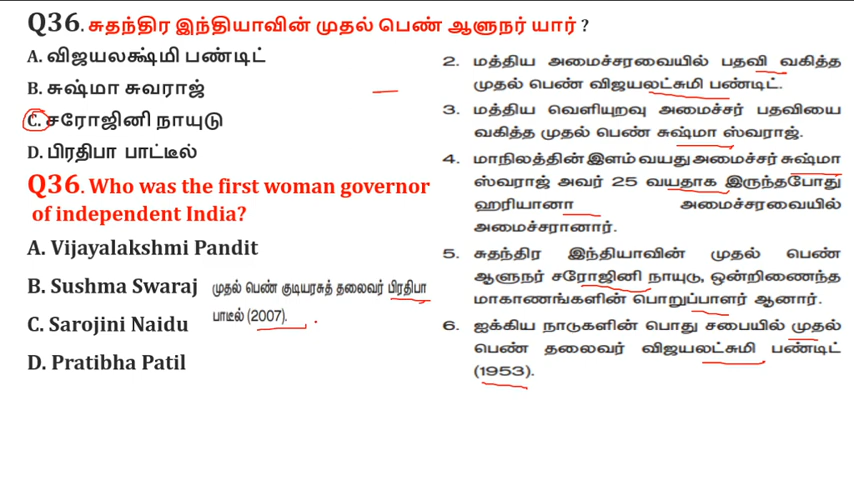 Q36. சுதந்திர இந்தியாவின் முதல் பெண் ஆளுநர் யார் ?
A. விஜயலக்ஷ்மி பண்டிட்
B. சுஷ்மா சுவராஜ்
C. சரோஜினி நாயுடு
D. பிரதிபா பாட்டீல்
Q36. Who was the first woman governor
of independent India?
A. Vijayalakshmi Pandit
B. Sushma Swaraj
C. Sarojini Naidu
D. Pratibha Patil
முதல் பெண் குடியரசுத் தலைவர் பிரதிபா
பாடீல் (2007).
2. மத்திய அமைச்சரவையில் பதவி வகித்த
முதல் பெண் விஜயலட்சுமி பண்டிட்.
3. மத்திய வெளியுறவு அமைச்சர் பதவியை
வகித்த முதல் பெண் சுஷ்மா ஸ்வராஜ்.
4. மாநிலத்தின் இளம் வயது அமைச்சர் சுஷ்மா
ஸ்வராஜ் அவர் 25 வயதாக இருந்தபோது
ஹரியானா அமைச்சரவையில்
அமைச்சரானார்.
5. சுதந்திர இந்தியாவின் முதல் பெண்
ஆளுநர் சரோஜினி நாயுடு, ஒன்றிணைந்த
மாகாணங்களின் பொறுப்பாளர் ஆனார்.
6. ஐக்கிய நாடுகளின் பொது சபையில் முதல்
பெண் தலைவர் விஜயலட்சுமி பண்டிட்
(1953).